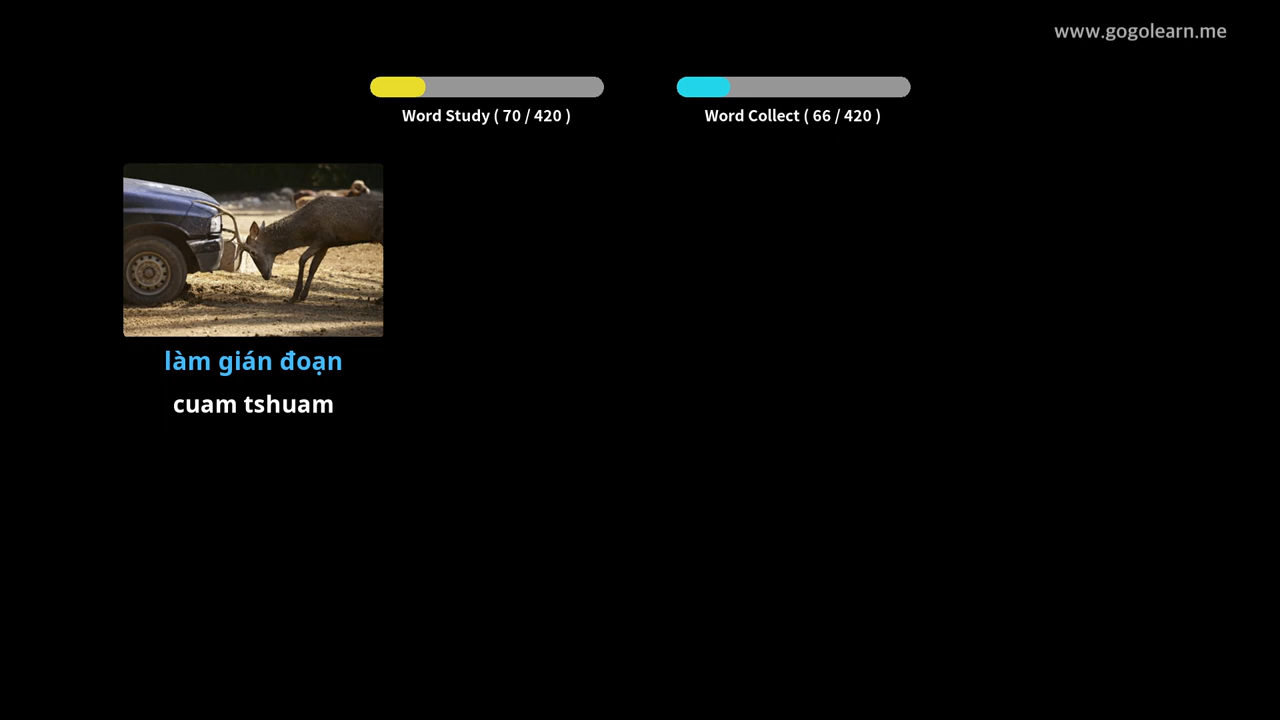 www.gogolearn.me
Word Study ( 70 / 420 )
Word Collect ( 66 / 420 )
làm gián đoạn
cuam tshuam